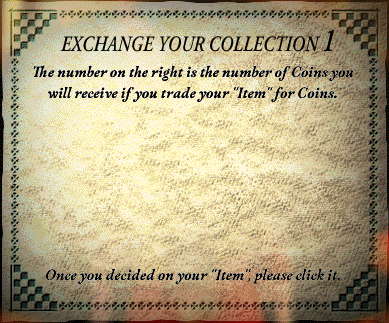 EXCHANGE YOUR COLLECTION 1
The number on the right is the number of Coins you
will receive if you trade your "Item" for Coins.
Once you decided on your "Item", please click it.